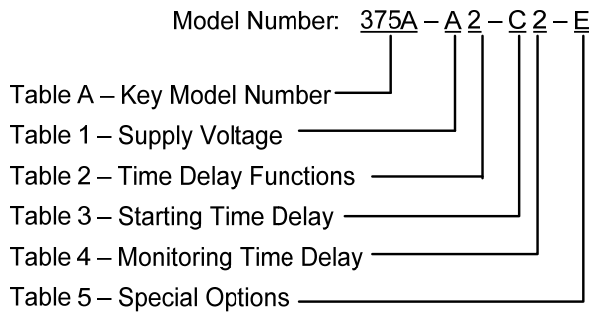 Model Number: 375A – A 2 – C 2 – E
Table A – Key Model Number
Table 1 – Supply Voltage
Table 2 – Time Delay Functions
Table 3 – Starting Time Delay
Table 4 – Monitoring Time Delay
Table 5 – Special Options